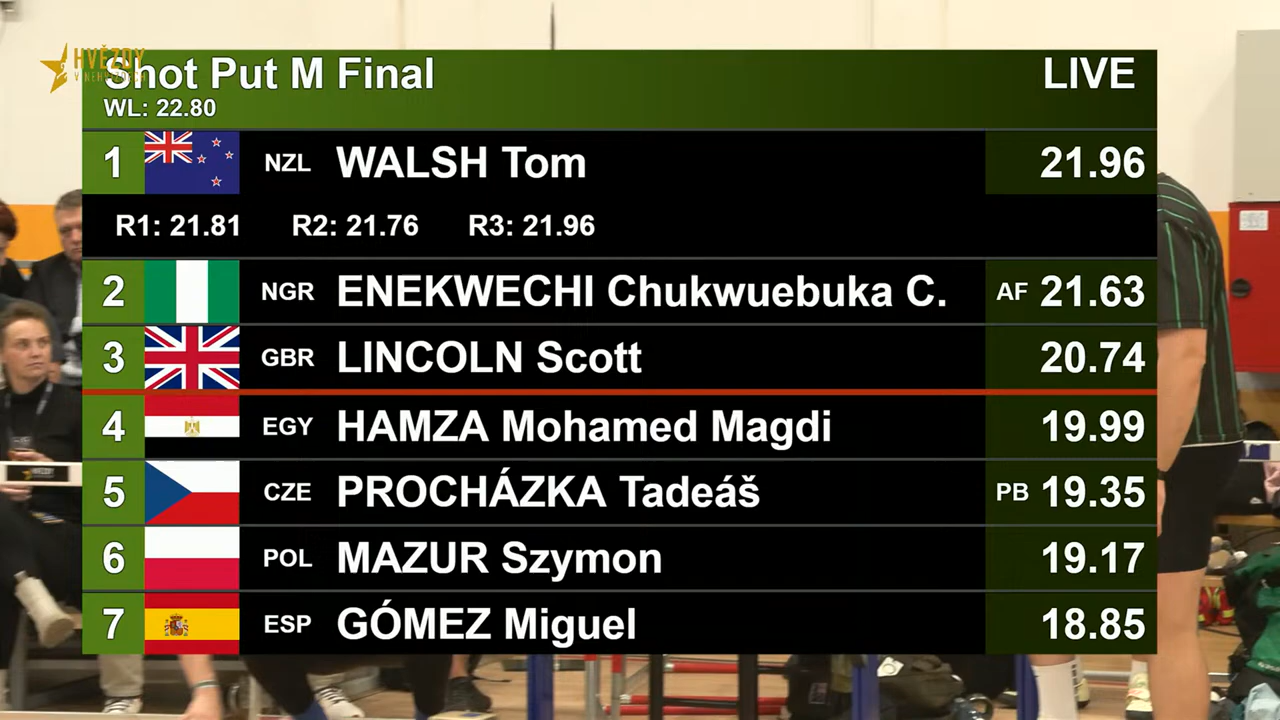 HVĚZDY
V NEHVIZDECH
Shot Put M Final
LIVE
WL: 22.80
1 NZL WALSH Tom 21.96
R1: 21.81 R2: 21.76 R3: 21.96
2 NGR ENEKWECHI Chukwuebuka C. AF 21.63
3 GBR LINCOLN Scott 20.74
4 EGY HAMZA Mohamed Magdi 19.99
5 CZE PROCHÁZKA Tadeáš PB 19.35
6 POL MAZUR Szymon 19.17
7 ESP GÓMEZ Miguel 18.85